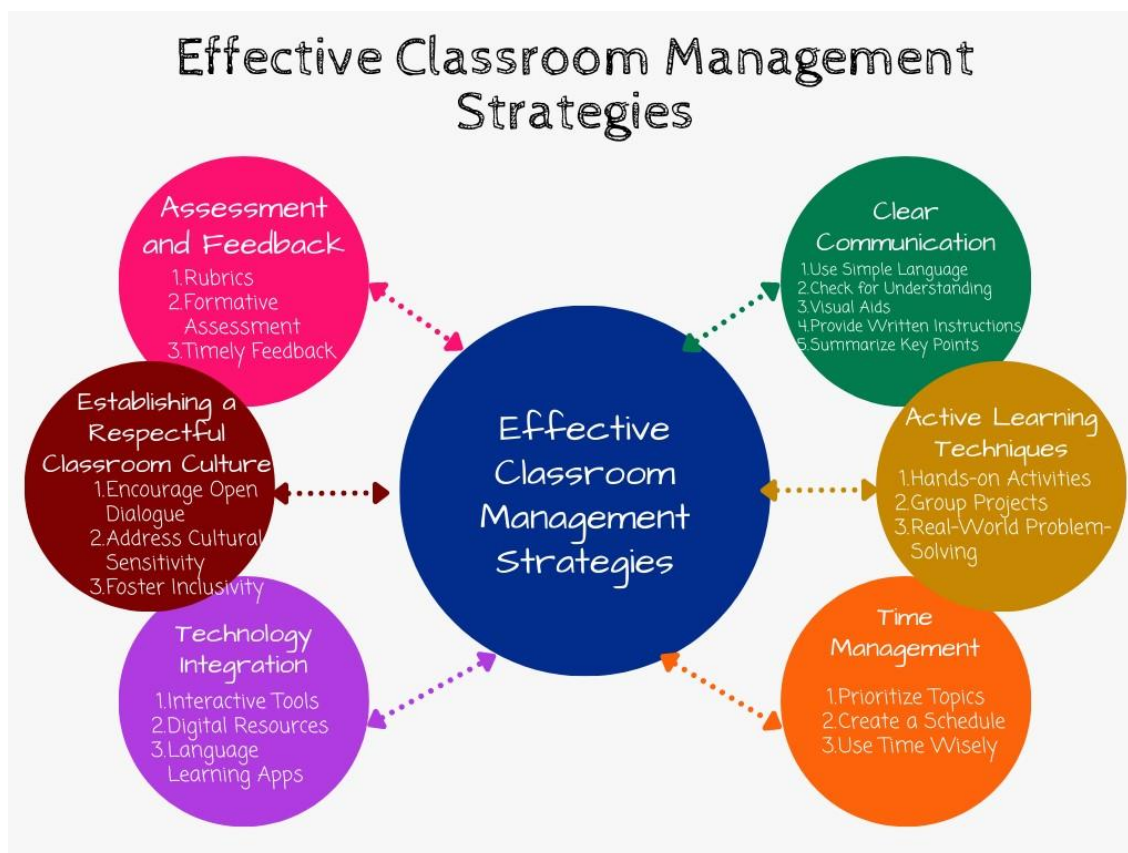 Effective Classroom Management
Strategies
Assessment
and Feedback
1.Rubrics
2.Formative
Assessment
3.Timely Feedback
Clear
Communication
1.Use Simple Language
2.Check for Understanding
3.Visual Aids
4.Provide Written Instructions
5.Summarize Key Points
Establishing a
Respectful
Classroom Culture
1.Encourage Open
Dialogue
2.Address Cultural
Sensitivity
3.Foster Inclusivity
Effective
Classroom
Management
Strategies
Active Learning
Techniques
1.Hands-on Activities
2.Group Projects
3.Real-World Problem-
Solving
Technology
Integration
1.Interactive Tools
2.Digital Resources
3.Language
Learning Apps
Time
Management
1.Prioritize Topics
2.Create a Schedule
3.Use Time Wisely